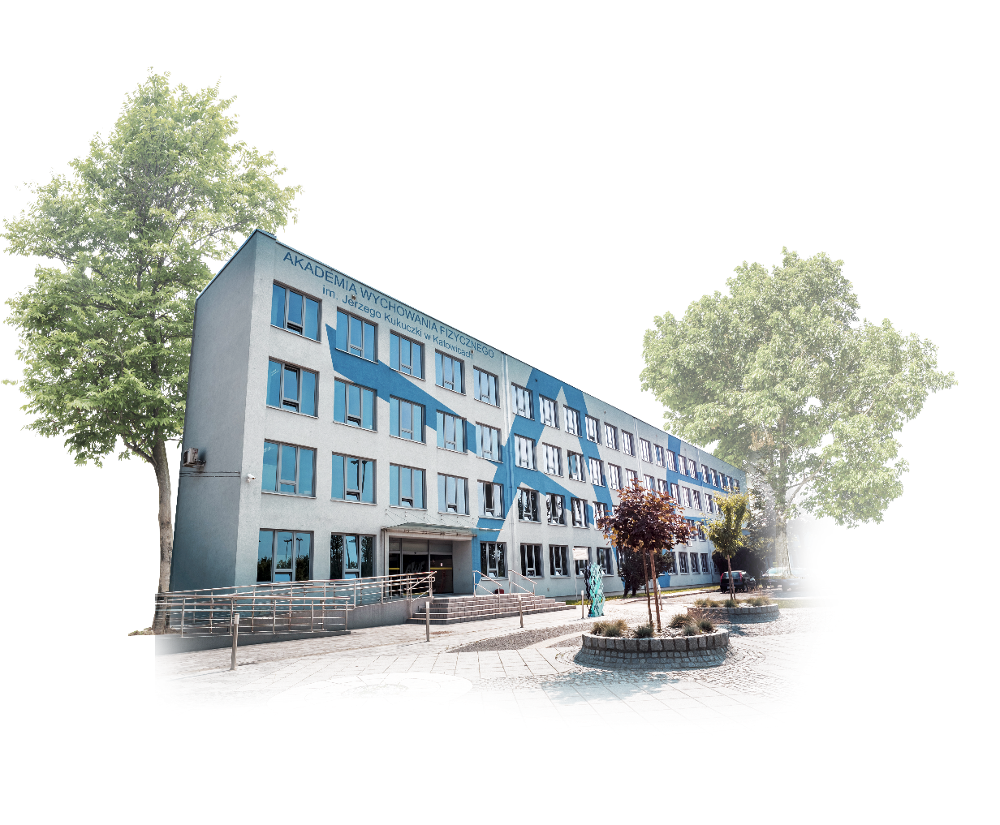 AKADEMIA WYCHOWANIA FIZYCZNEGO
im. Jerzego Kukuczki w Katowicach